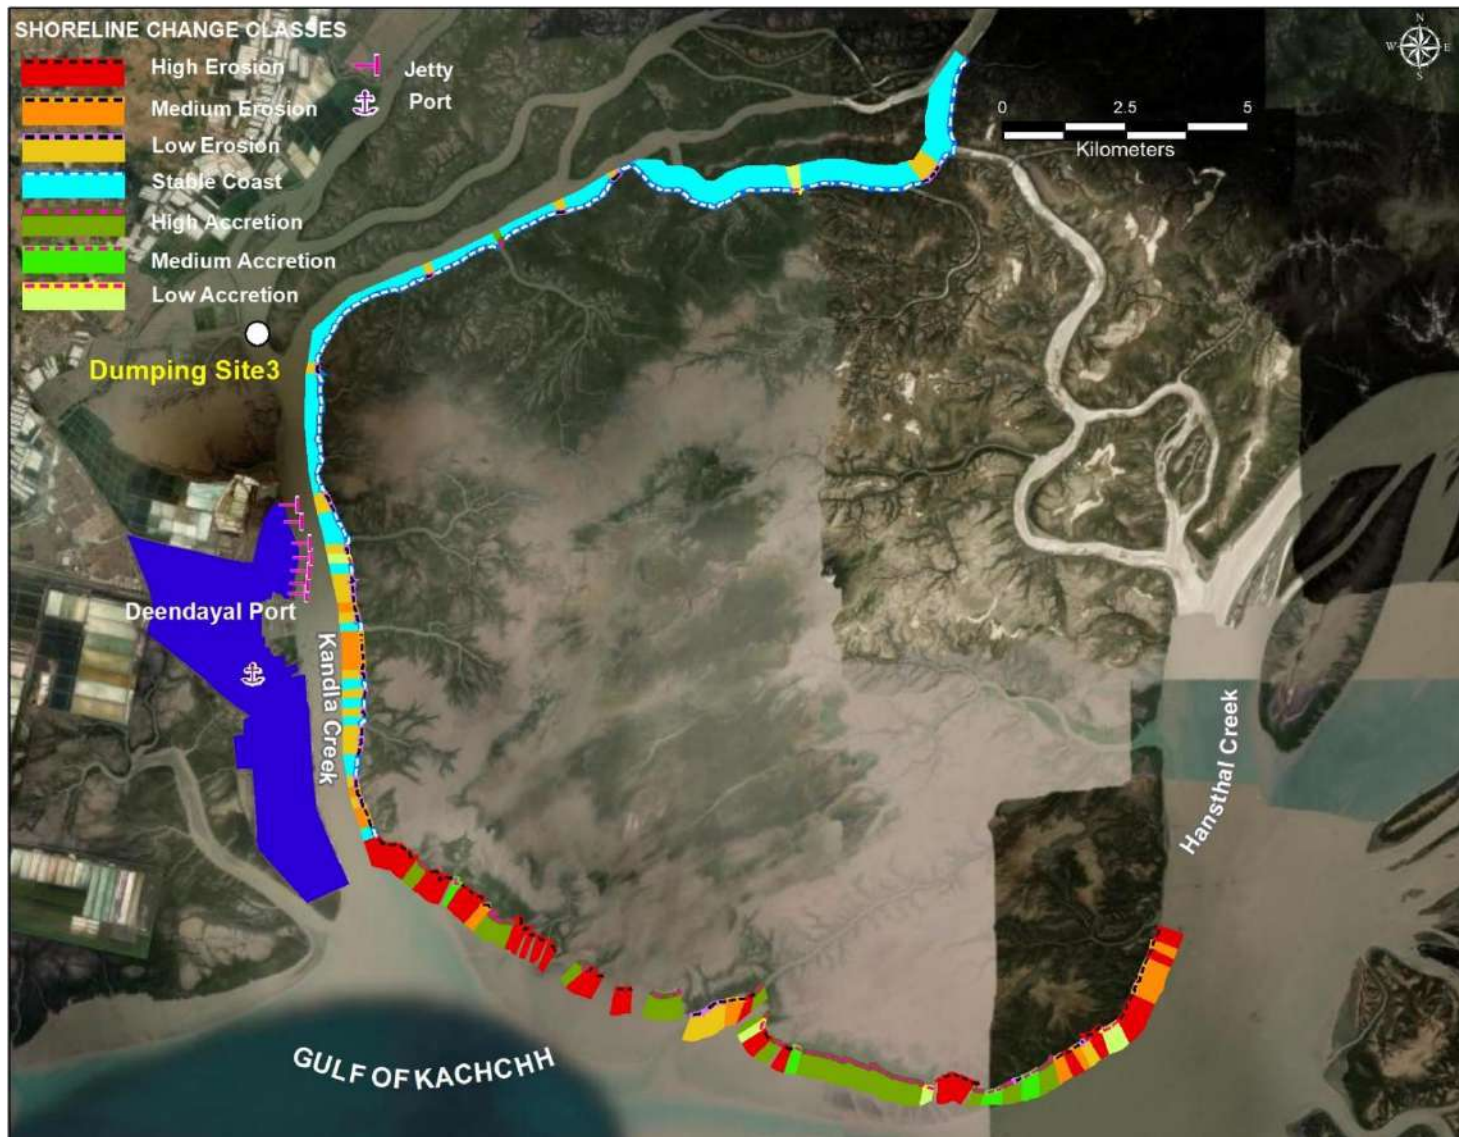 SHORELINE CHANGE CLASSES
High Erosion
Medium Erosion
Low Erosion
Stable Coast
High Accretion
Medium Accretion
Low Accretion
Jetty
Port
N
W E
S
0 2.5 5
Kilometers
Dumping Site3
Deendayal Port
Kandla Creek
Hansthal Creek
GULF OF KACHCHH